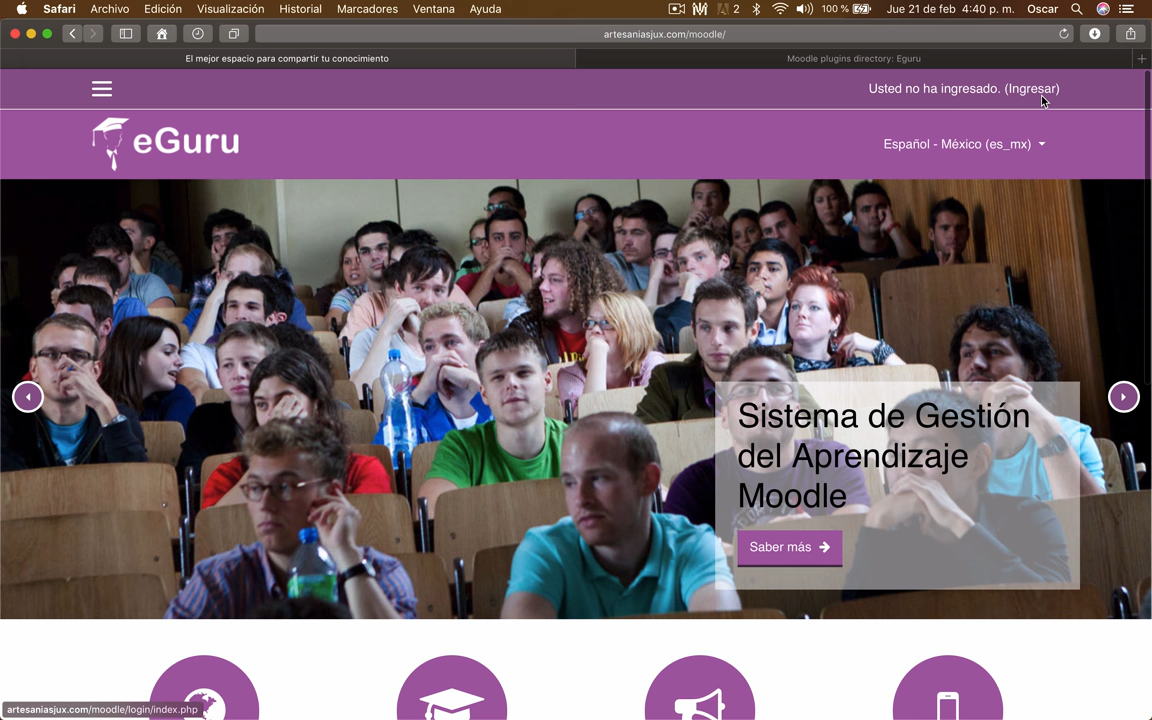 Safari Archivo Edición Visualización Historial Marcadores Ventana Ayuda 2 100 % Jue 21 de feb 4:40 p. m. Oscar
artesaniasjux.com/moodle/
El mejor espacio para compartir tu conocimiento Moodle plugins directory: Eguru
Usted no ha ingresado. (Ingresar)
eGuru
Español - México (es_mx)
Sistema de Gestión
del Aprendizaje
Moodle
Saber más
artesaniasjux.com/moodle/login/index.php